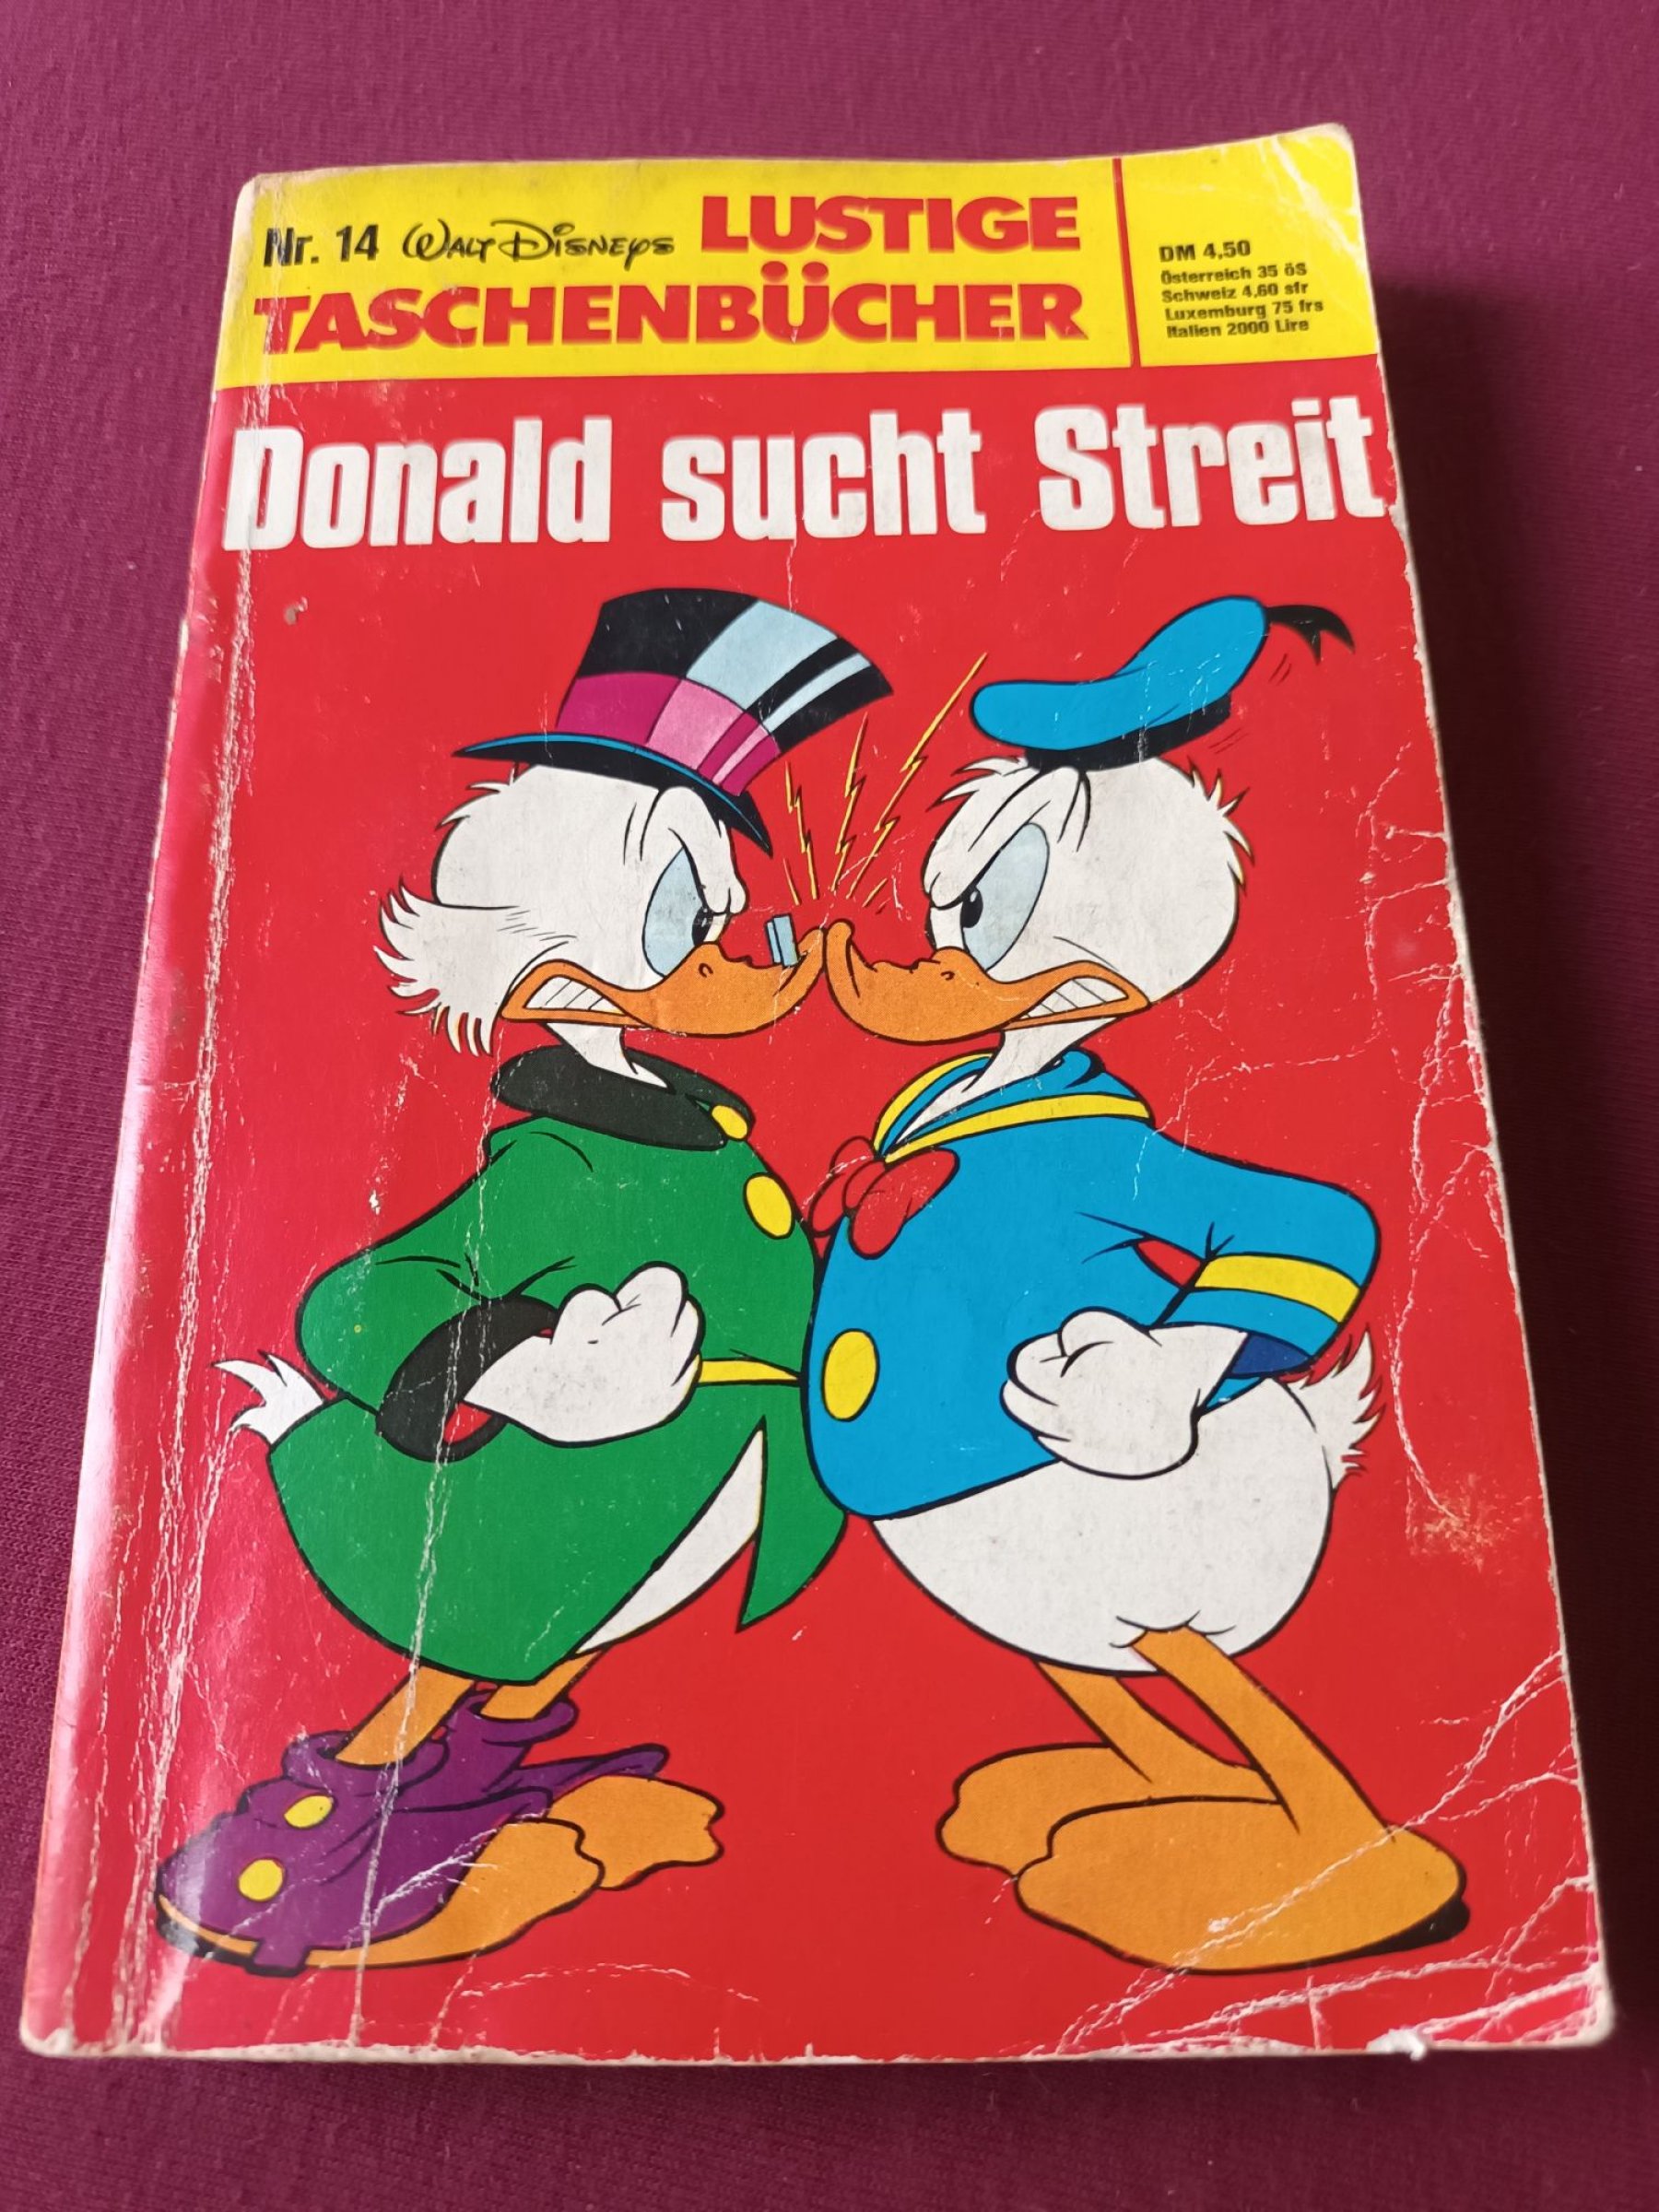 Nr. 14 Walt Disneys LUSTIGE
TASCHENBÜCHER
DM 4,50
Österreich 35 öS
Schweiz 4,60 sfr
Luxemburg 75 frs
Italien 2000 Lire
Donald sucht Streit